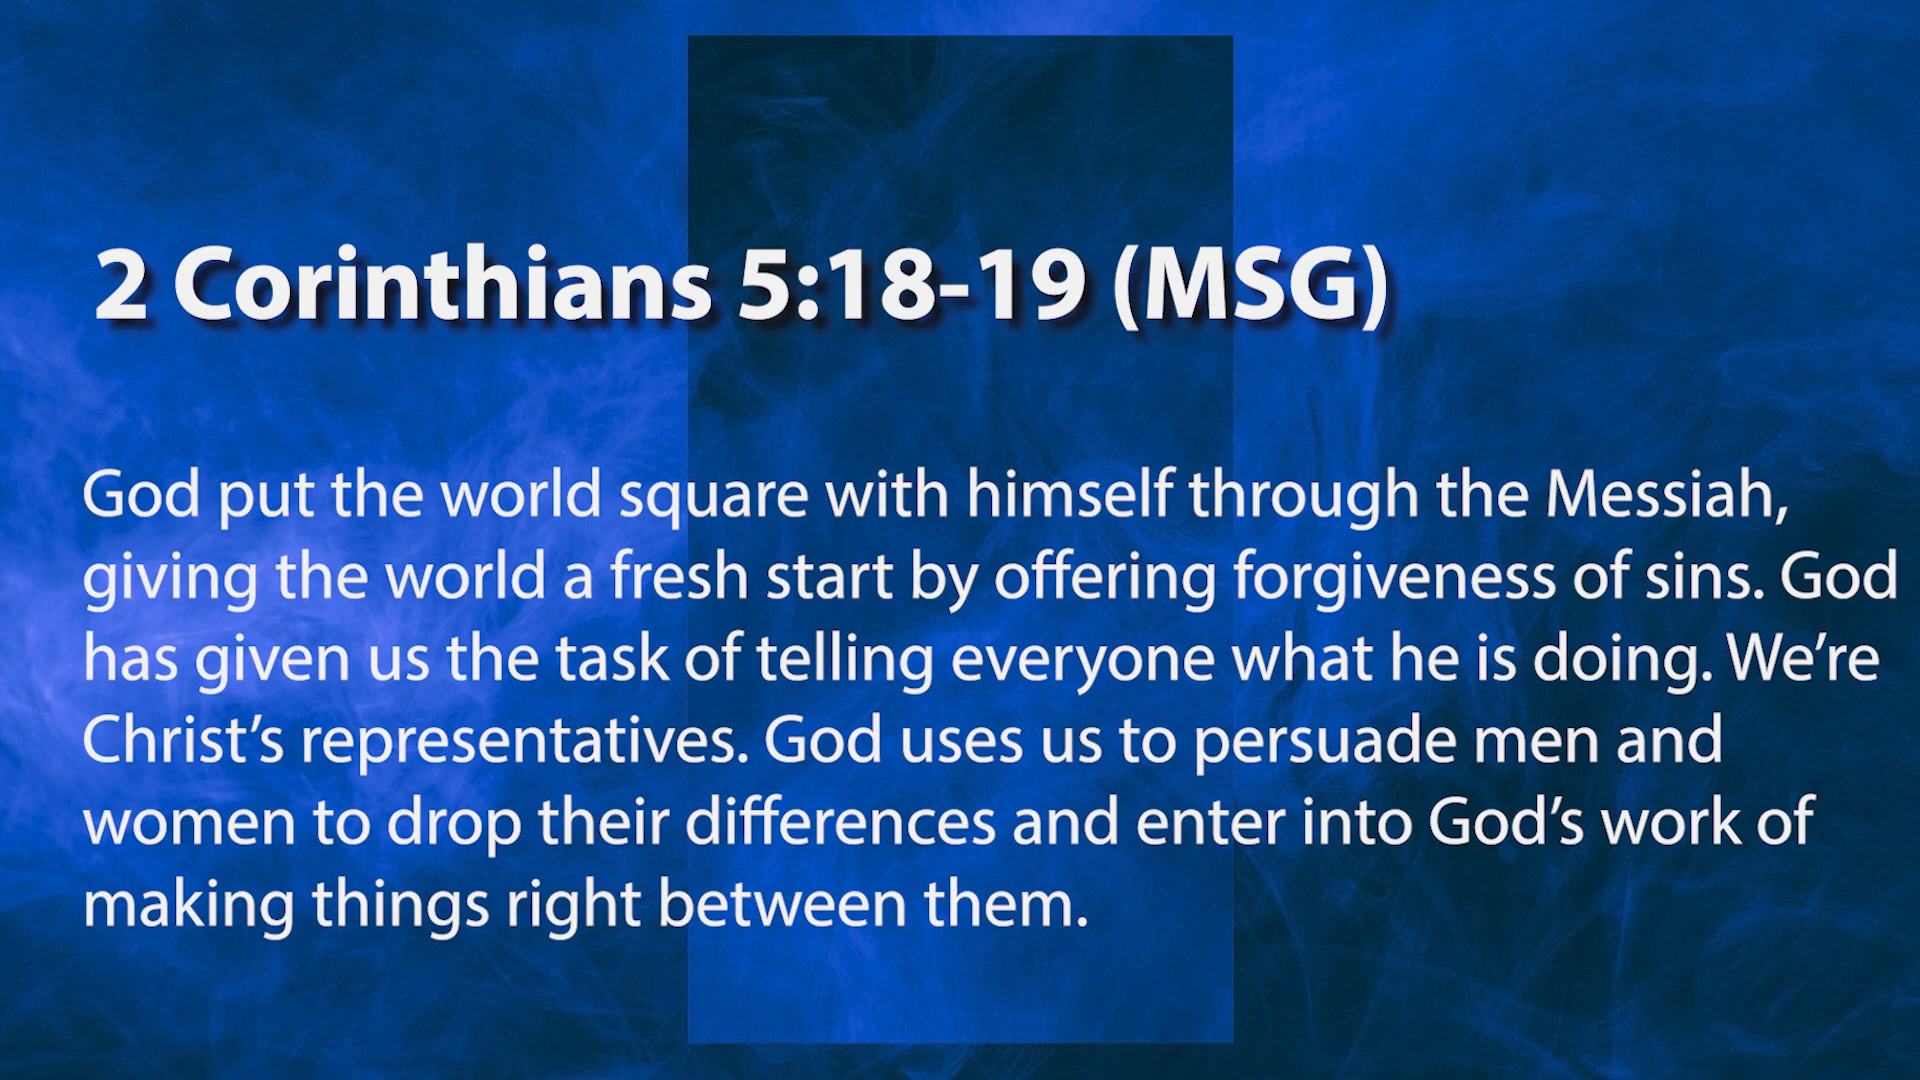 2 Corinthians 5:18-19 (MSG)
God put the world square with himself through the Messiah,
giving the world a fresh start by offering forgiveness of sins. God
has given us the task of telling everyone what he is doing. We’re
Christ’s representatives. God uses us to persuade men and
women to drop their differences and enter into God’s work of
making things right between them.